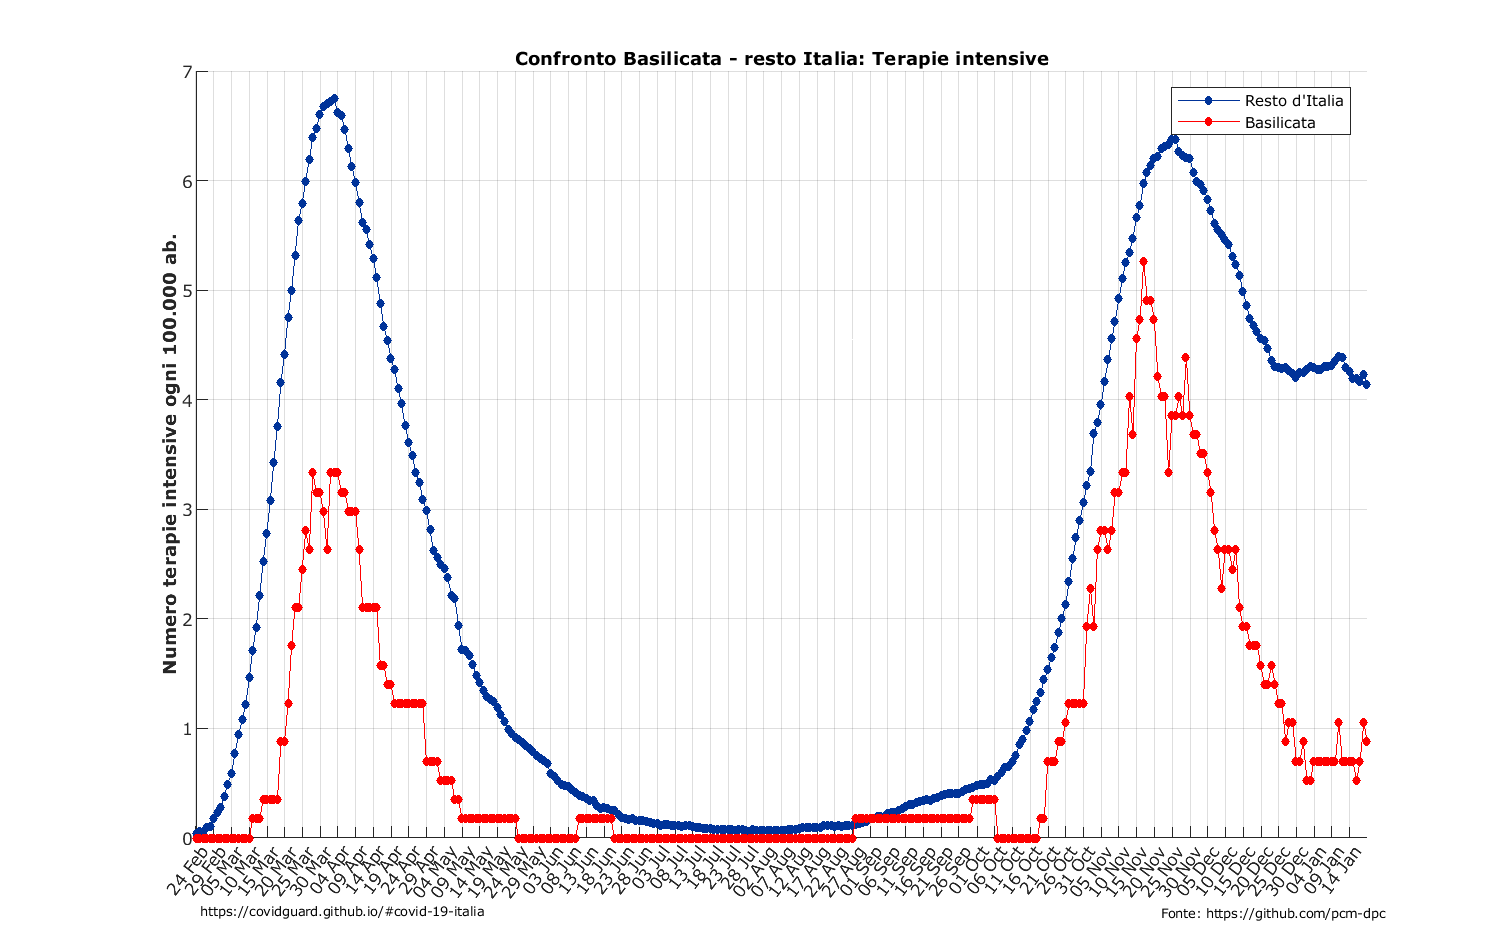 Confronto Basilicata - resto Italia: Terapie intensive
Resto d'Italia
Basilicata
Numero terapie intensive ogni 100.000 ab.
7
6
5
4
3
2
1
0
24 Feb
29 Feb
05 Mar
10 Mar
15 Mar
20 Mar
25 Mar
30 Mar
04 Apr
09 Apr
14 Apr
19 Apr
24 Apr
29 Apr
04 May
09 May
14 May
19 May
24 May
29 May
03 Jun
08 Jun
13 Jun
18 Jun
23 Jun
28 Jun
03 Jul
08 Jul
13 Jul
18 Jul
23 Jul
28 Jul
02 Aug
07 Aug
12 Aug
17 Aug
22 Aug
27 Aug
01 Sep
06 Sep
11 Sep
16 Sep
21 Sep
26 Sep
01 Oct
06 Oct
11 Oct
16 Oct
21 Oct
26 Oct
31 Oct
05 Nov
10 Nov
15 Nov
20 Nov
25 Nov
30 Nov
05 Dec
10 Dec
15 Dec
20 Dec
25 Dec
30 Dec
04 Jan
09 Jan
14 Jan
https://covidguard.github.io/#covid-19-italia
Fonte: https://github.com/pcm-dpc